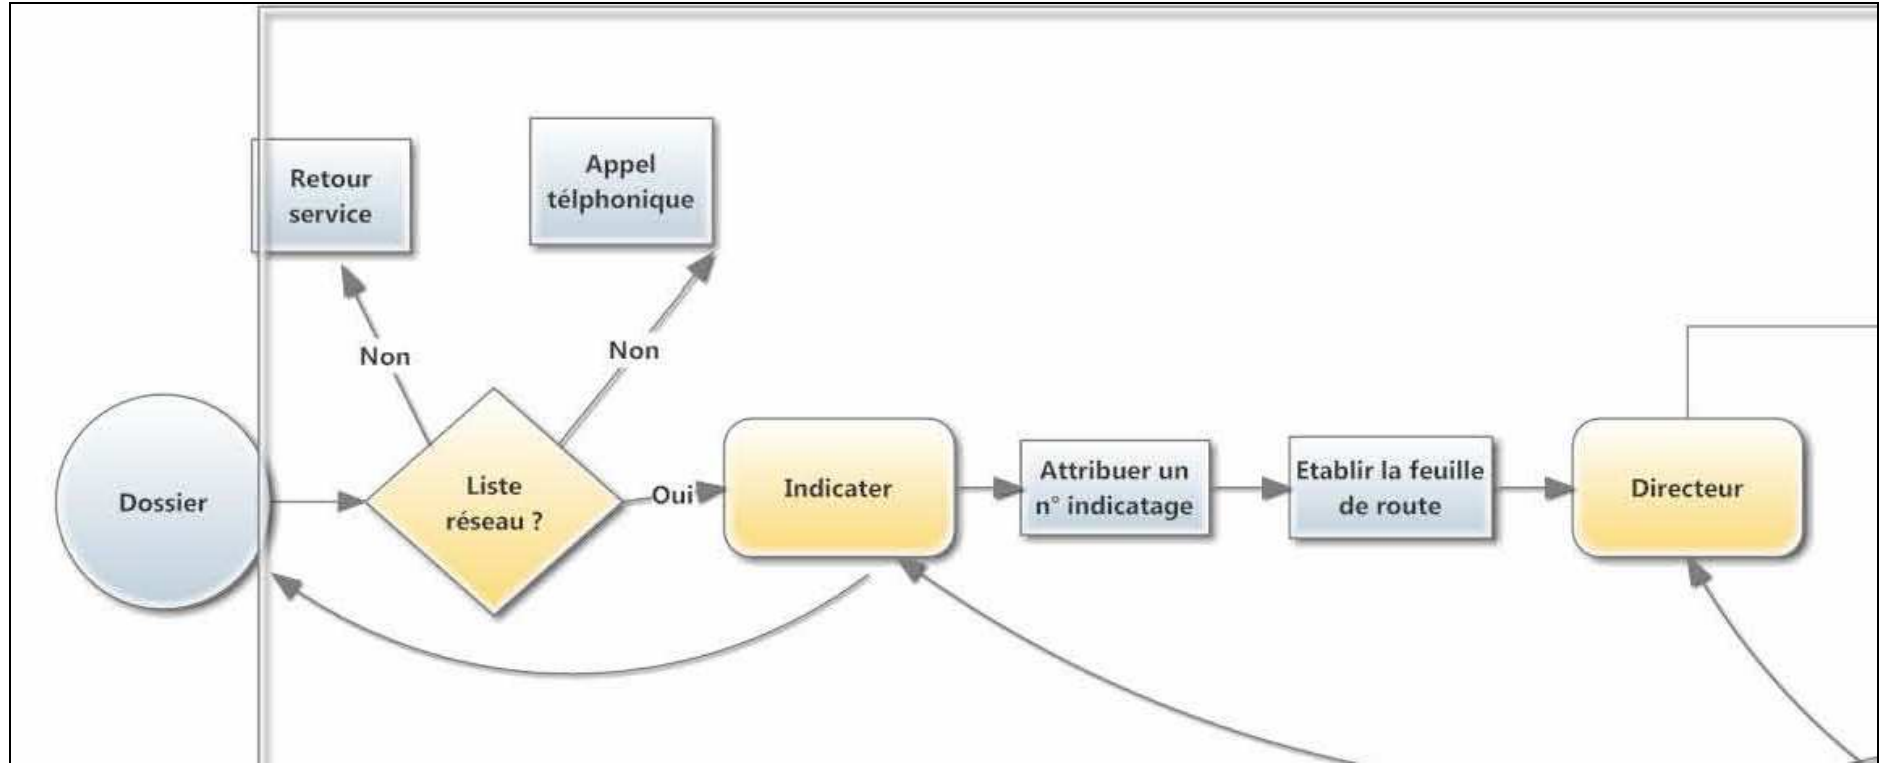 Retour
service
Appel
télphonique
Non
Non
Dossier
Liste
réseau ?
Oui
Indicater
Attribuer un
n° indicatage
Etablir la feuille
de route
Directeur